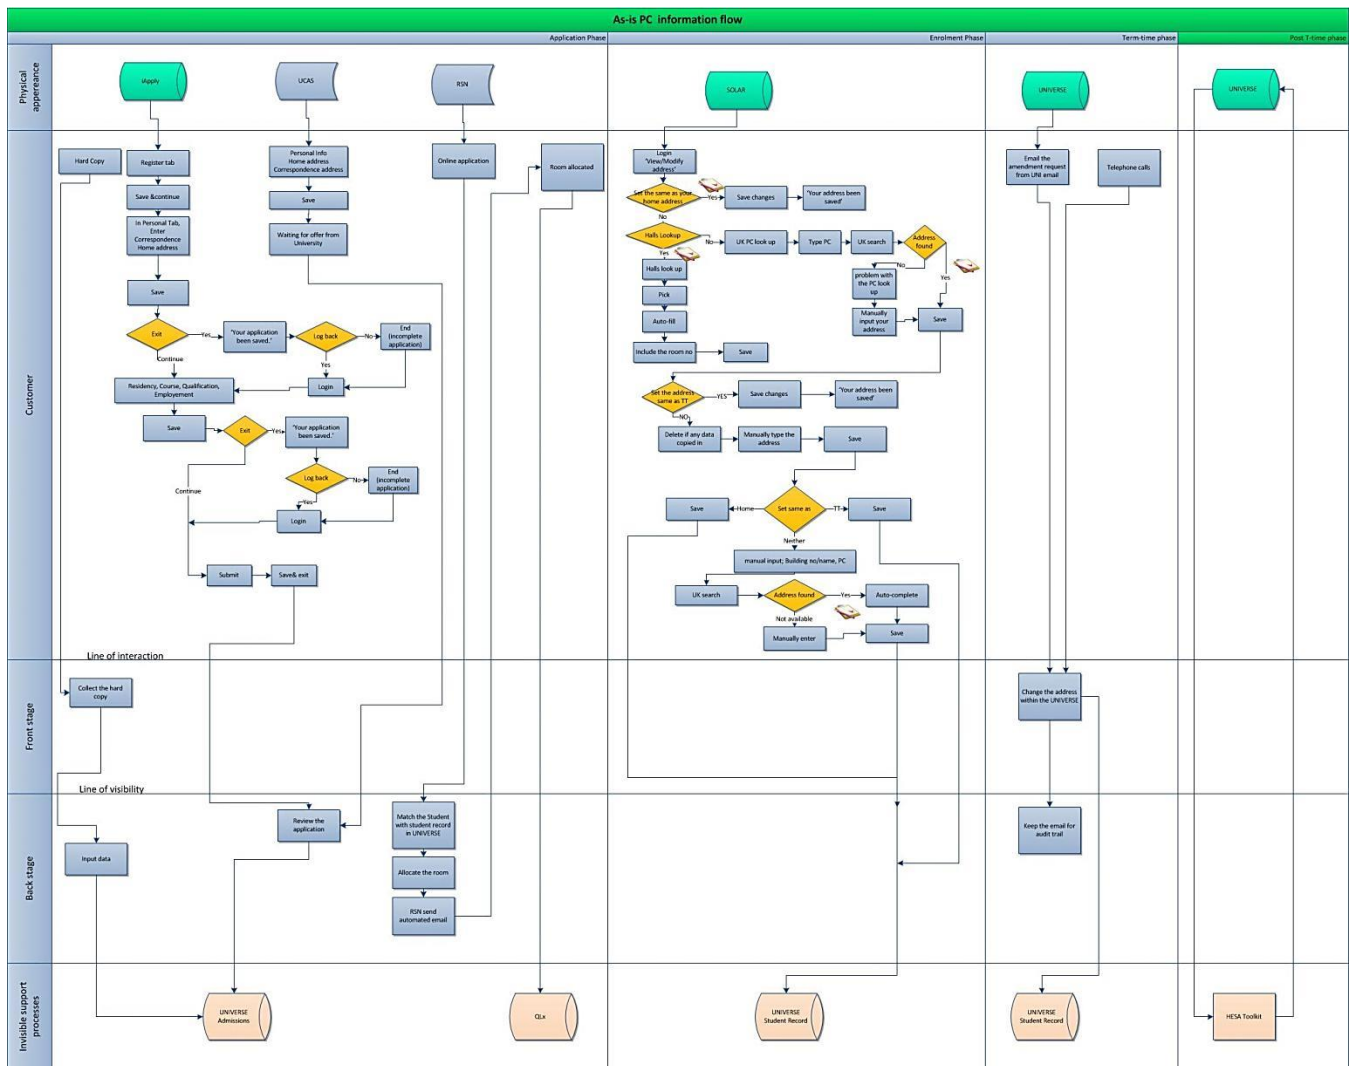 As-is PC information flow
Application Phase
Enrolment Phase
Term-time phase
Post T-time phase
Physical
appereance
iApply
UCAS
RSN
SOLAR
UNIVERSE
UNIVERSE
Customer
Hard Copy
Register tab
Save &continue
In Personal Tab,
Enter
Correspondence
Home address
Save
Exit
Yes
"Your application
been saved."
Log back
No
End
(incomplete
application)
Yes
Login
Continue
Residency, Course, Qualification,
Employement
Save
Exit
Yes
"Your application
been saved."
Log back
No
End
(incomplete
application)
Yes
Login
Continue
Submit
Save& exit
Personal Info
Home address
Correspondence address
Save
Waiting for offer from
University
Online application
Room allocated
Login
'View/Modify
address'
Set the same as your
home address
Yes
Save changes
'Your address been
saved'
No
Halls Lookup
No
UK PC look up
Type PC
UK search
Address
found
Yes
Halls look up
Pick
Auto-fill
Include the room no
Save
No
problem with
the PC look
up
Manually
input your
address
Yes
Save
Set the address
same as TT
YES
Save changes
'Your address been
saved'
NO
Delete if any data
copied in
Manually type the
address
Save
Save
Home
Set same as
TT
Save
Neither
manual input; Building no/name, PC
UK search
Address found
Yes
Auto-complete
Not available
Manually enter
Save
Email the
amendment request
from UNI email
Telephone calls
Line of interaction
Front stage
Collect the hard
copy
Change the address
within the UNIVERSE
Line of visibility
Back stage
Input data
Review the
application
Match the Student
with student record
in UNIVERSE
Allocate the room
RSN send
automated email
Keep the email for
audit trail
Invisible support
processes
UNIVERSE
Admissions
QLx
UNIVERSE
Student Record
UNIVERSE
Student Record
HESA Toolkit